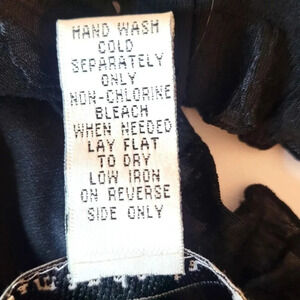 HAND WASH
COLD
SEPARATELY
ONLY
NON-CHLORINE
BLEACH
WHEN NEEDED
LAY FLAT
TO DRY
LOW IRON
ON REVERSE
SIDE ONLY